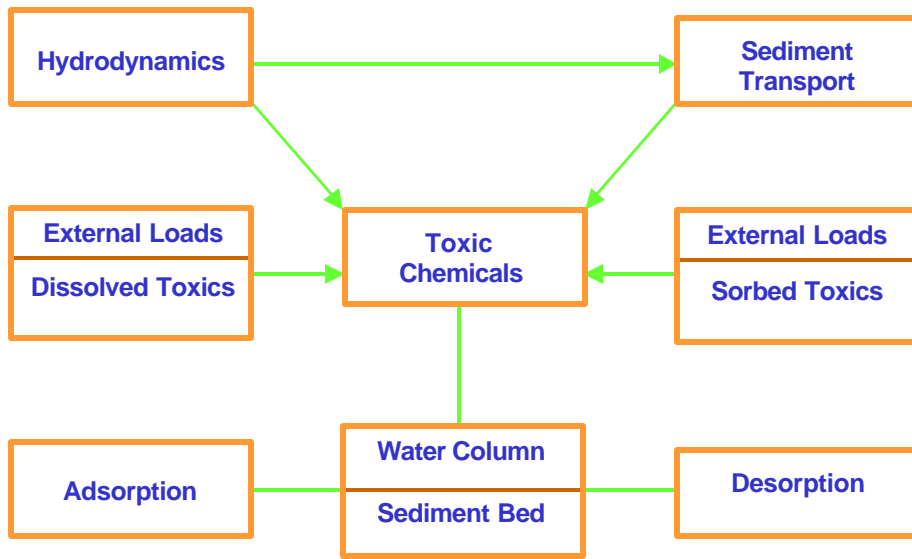 Hydrodynamics
Sediment
Transport
External Loads
Dissolved Toxics
Toxic
Chemicals
External Loads
Sorbed Toxics
Adsorption
Water Column
Sediment Bed
Desorption